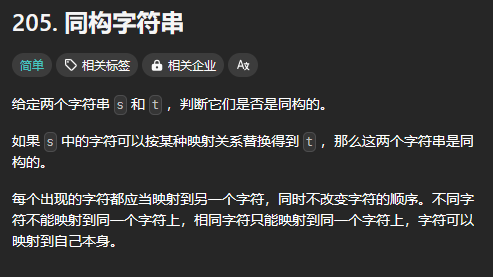 205. 同构字符串
简单 相关标签 相关企业 A文
给定两个字符串 s 和 t ，判断它们是否是同构的。
如果 s 中的字符可以按某种映射关系替换得到 t ，那么这两个字符串是同
构的。
每个出现的字符都应当映射到另一个字符，同时不改变字符的顺序。不同字
符不能映射到同一个字符上，相同字符只能映射到同一个字符上，字符可以
映射到自己本身。